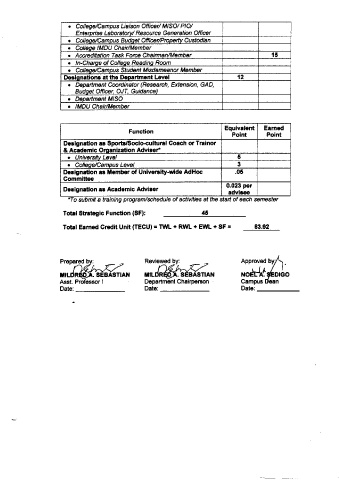 • College/Campus Liaison Officer/ MISO/ PIO/
Enterprise Laboratory/ Resource Generation Officer
• College/Campus Budget Officer/Property Custodian
• College IMDU Chair/Member
• Accreditation Task Force Chairman/Member 15
• In-Charge of College Reading Room
• College/Campus Student Misdemeanor Member
Designations at the Department Level 12
• Department Coordinator (Research, Extension, GAD,
Budget Officer, OJT, Guidance)
• Department MISO
• IMDU Chair/Member
Function Equivalent Point Earned Point
Designation as Sports/Socio-cultural Coach or Trainor
& Academic Organization Adviser*
• University Level 5
• College/Campus Level 3
Designation as Member of University-wide AdHoc
Committee .05
Designation as Academic Adviser 0.023 per advisee
*To submit a training program/schedule of activities at the start of each semester
Total Strategic Function (SF): 45
Total Earned Credit Unit (TECU) = TWL + RWL + EWL + SF = 83.92
Prepared by: Reviewed by: Approved by:
MILDRED A. SEBASTIAN MILDRED A. SEBASTIAN NOEL A. SEDIGO
Asst. Professor I Department Chairperson Campus Dean
Date: Date: Date: